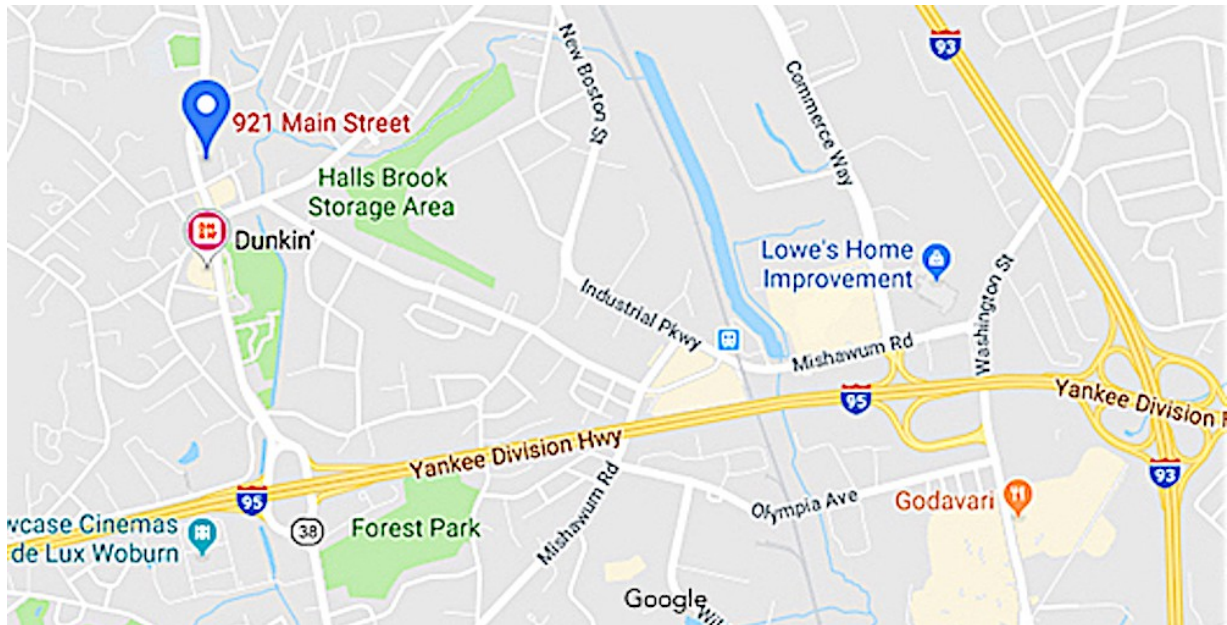 93
New Boston St
Commerce Way
921 Main Street
Halls Brook
Storage Area
Dunkin'
Lowe's Home
Improvement
Washington St
Industrial Pkwy
Mishawum Rd
95
Yankee Division
Yankee Division Hwy
93
95
Mishawum Rd
Olympia Ave
Godavari
38
Forest Park
wcase Cinemas
de Lux Woburn
Google